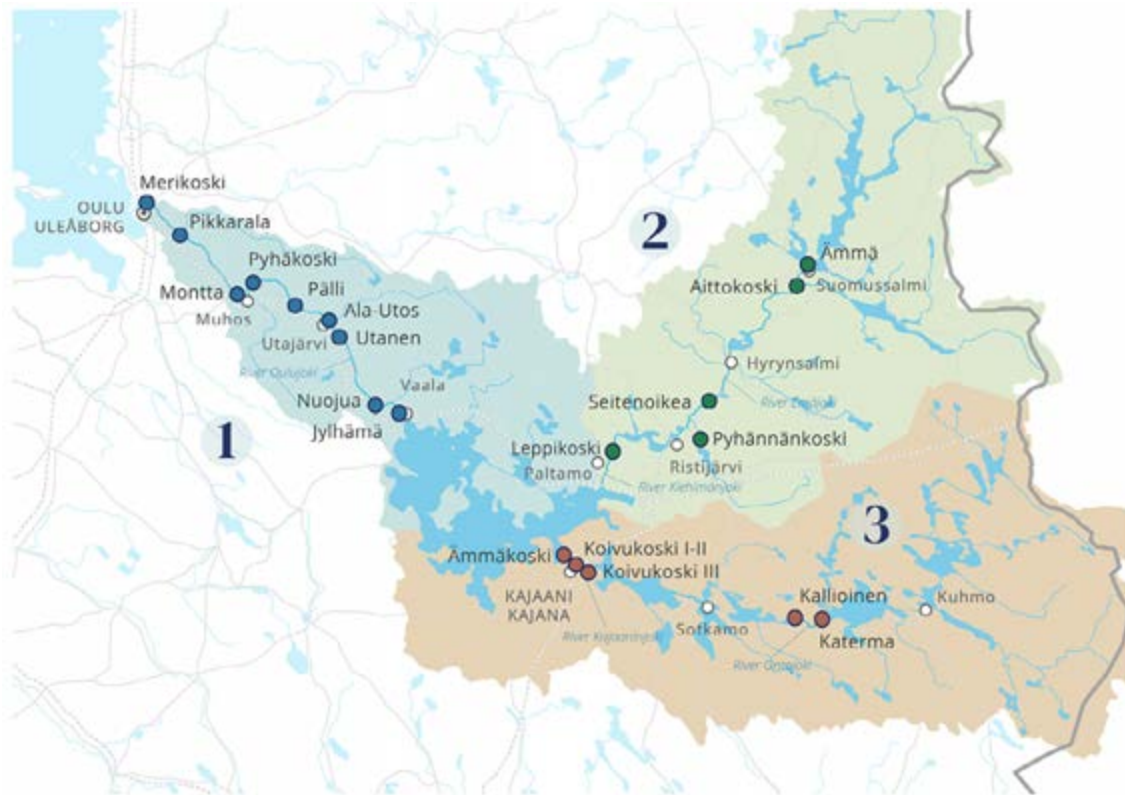 Merikoski
OULU
ULEÅBORG
Pikkarala
Pyhäkoski
Montta
Muhos
Pälli
Ala-Utos
Utajärvi
Utanen
River Oulujoki
Vaala
Nuojua
Jylhämä
1
2
Ämmä
Aittokoski
Suomussalmi
Hyrynsalmi
Seitenoikea
River Emäjoki
Pyhännänkoski
Leppikoski
Ristijärvi
Paltamo
River Kiehimänjoki
3
Ämmäkoski
Koivukoski I-II
Koivukoski III
KAJAANI
KAJANA
River Kajaaninjoki
Sotkamo
Kallioinen
Kuhmo
Katerma
River Ontojoki